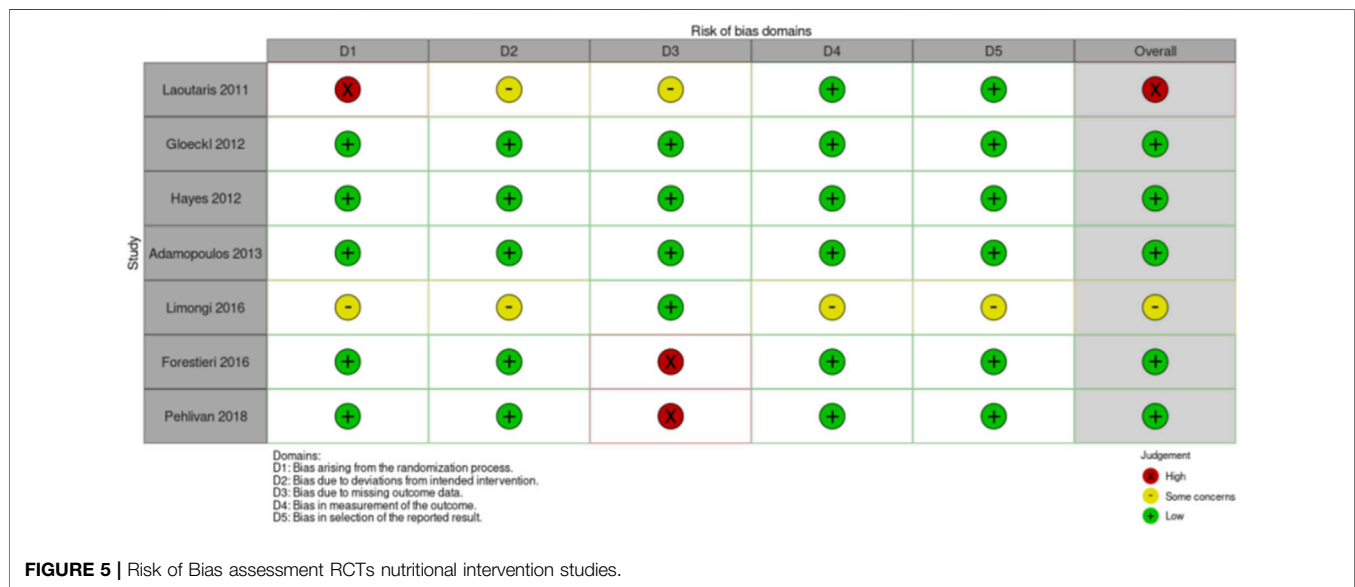 Risk of bias domains
D1 D2 D3 D4 D5 Overall
Study
Laoutaris 2011 X - - + + X
Gloeckl 2012 + + + + + +
Hayes 2012 + + + + + +
Adamopoulos 2013 + + + + + +
Limongi 2016 - - + - - -
Forestieri 2016 + + X + + +
Pehlivan 2018 + + X + + +
Domains:
D1: Bias arising from the randomization process.
D2: Bias due to deviations from intended intervention.
D3: Bias due to missing outcome data.
D4: Bias in measurement of the outcome.
D5: Bias in selection of the reported result.
Judgement
X High
- Some concerns
+ Low
FIGURE 5 | Risk of Bias assessment RCTs nutritional intervention studies.